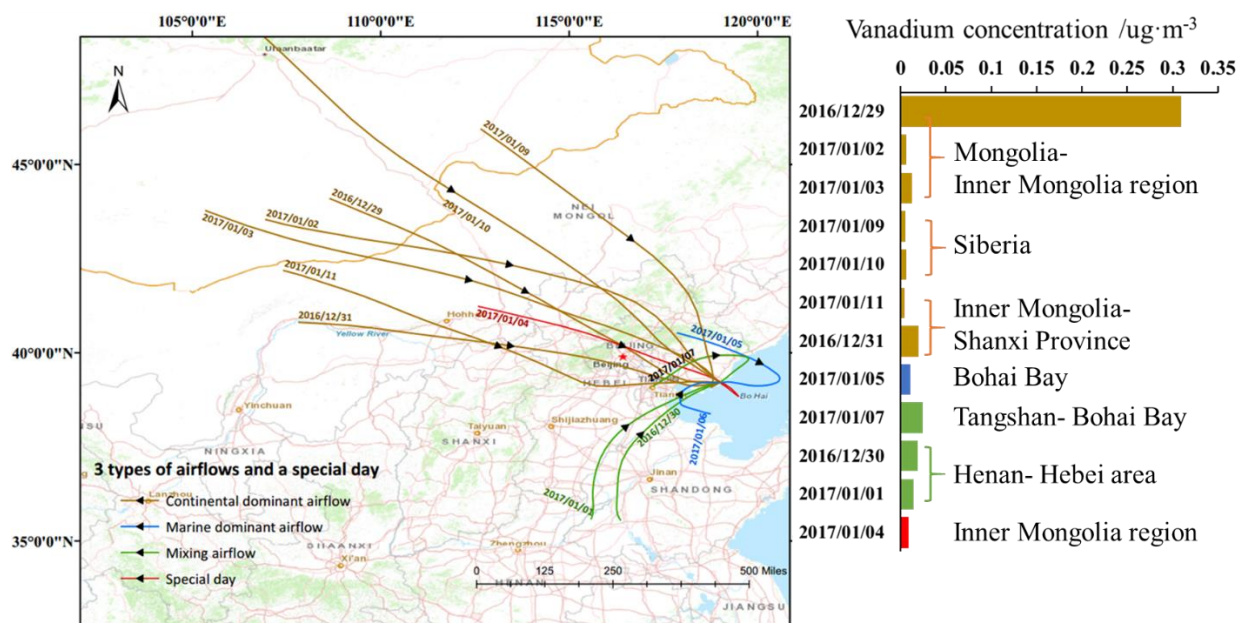 105°0'0"E
110°0'0"E
115°0'0"E
120°0'0"E
45°0'0"N
40°0'0"N
35°0'0"N
N
Ulaanbaatar
2017/01/09
NEI
MONGOL
2016/12/29
2017/01/10
2017/01/02
2017/01/03
2017/01/11
2016/12/31
Yellow River
2017/01/04
2017/01/05
BEIJING
Beijing
2017/01/07
HEBEI
Bo Hai
Yinchuan
NINGXIA
Taiyuan
SHANXI
Shijiazhuang
2016/12/30
2017/01/06
Jinan
SHANDONG
Lanzhou
Zhengzhou
Xi'an
HENAN
JIANGSU
3 types of airflows and a special day
Continental dominant airflow
Marine dominant airflow
Mixing airflow
Special day
0 125 250 500 Miles
Vanadium concentration /ug·m-3
0 0.05 0.1 0.15 0.2 0.25 0.3 0.35
2016/12/29
2017/01/02
2017/01/03
Mongolia-
Inner Mongolia region
2017/01/09
2017/01/10
Siberia
2017/01/11
2016/12/31
Inner Mongolia-
Shanxi Province
2017/01/05
Bohai Bay
2017/01/07
Tangshan- Bohai Bay
2016/12/30
2017/01/01
Henan- Hebei area
2017/01/04
Inner Mongolia region